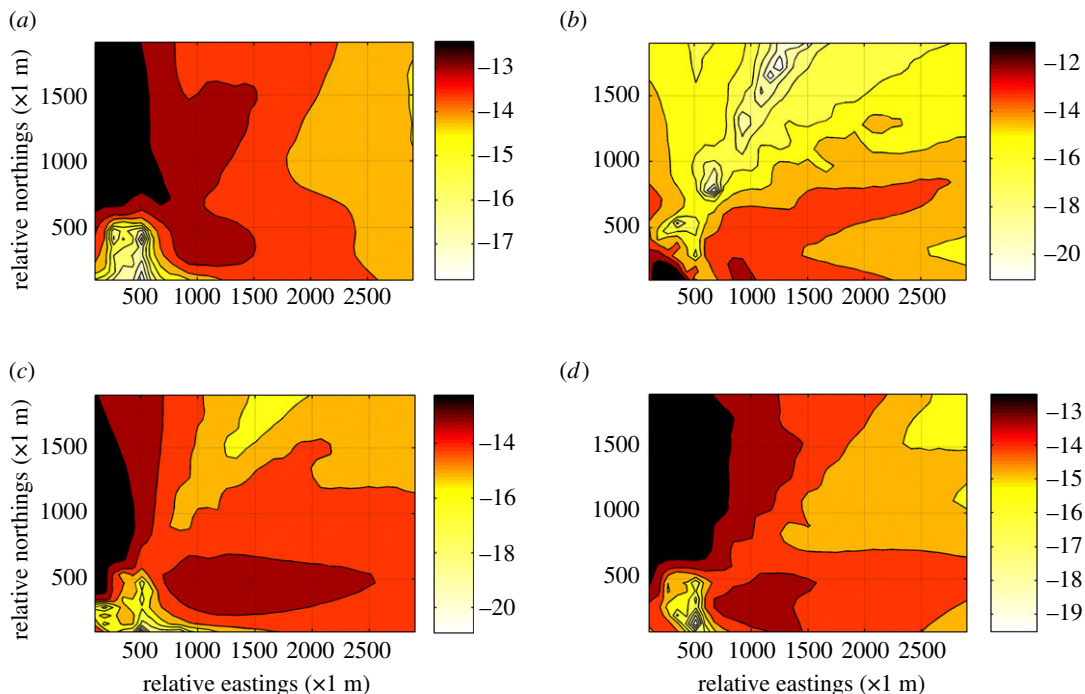 (a)
(b)
relative northings (×1 m)
1500
1000
500
500 1000 1500 2000 2500
–13
–14
–15
–16
–17
1500
1000
500
500 1000 1500 2000 2500
–12
–14
–16
–18
–20
(c)
(d)
relative northings (×1 m)
1500
1000
500
500 1000 1500 2000 2500
relative eastings (×1 m)
–14
–16
–18
–20
1500
1000
500
500 1000 1500 2000 2500
relative eastings (×1 m)
–13
–14
–15
–16
–17
–18
–19